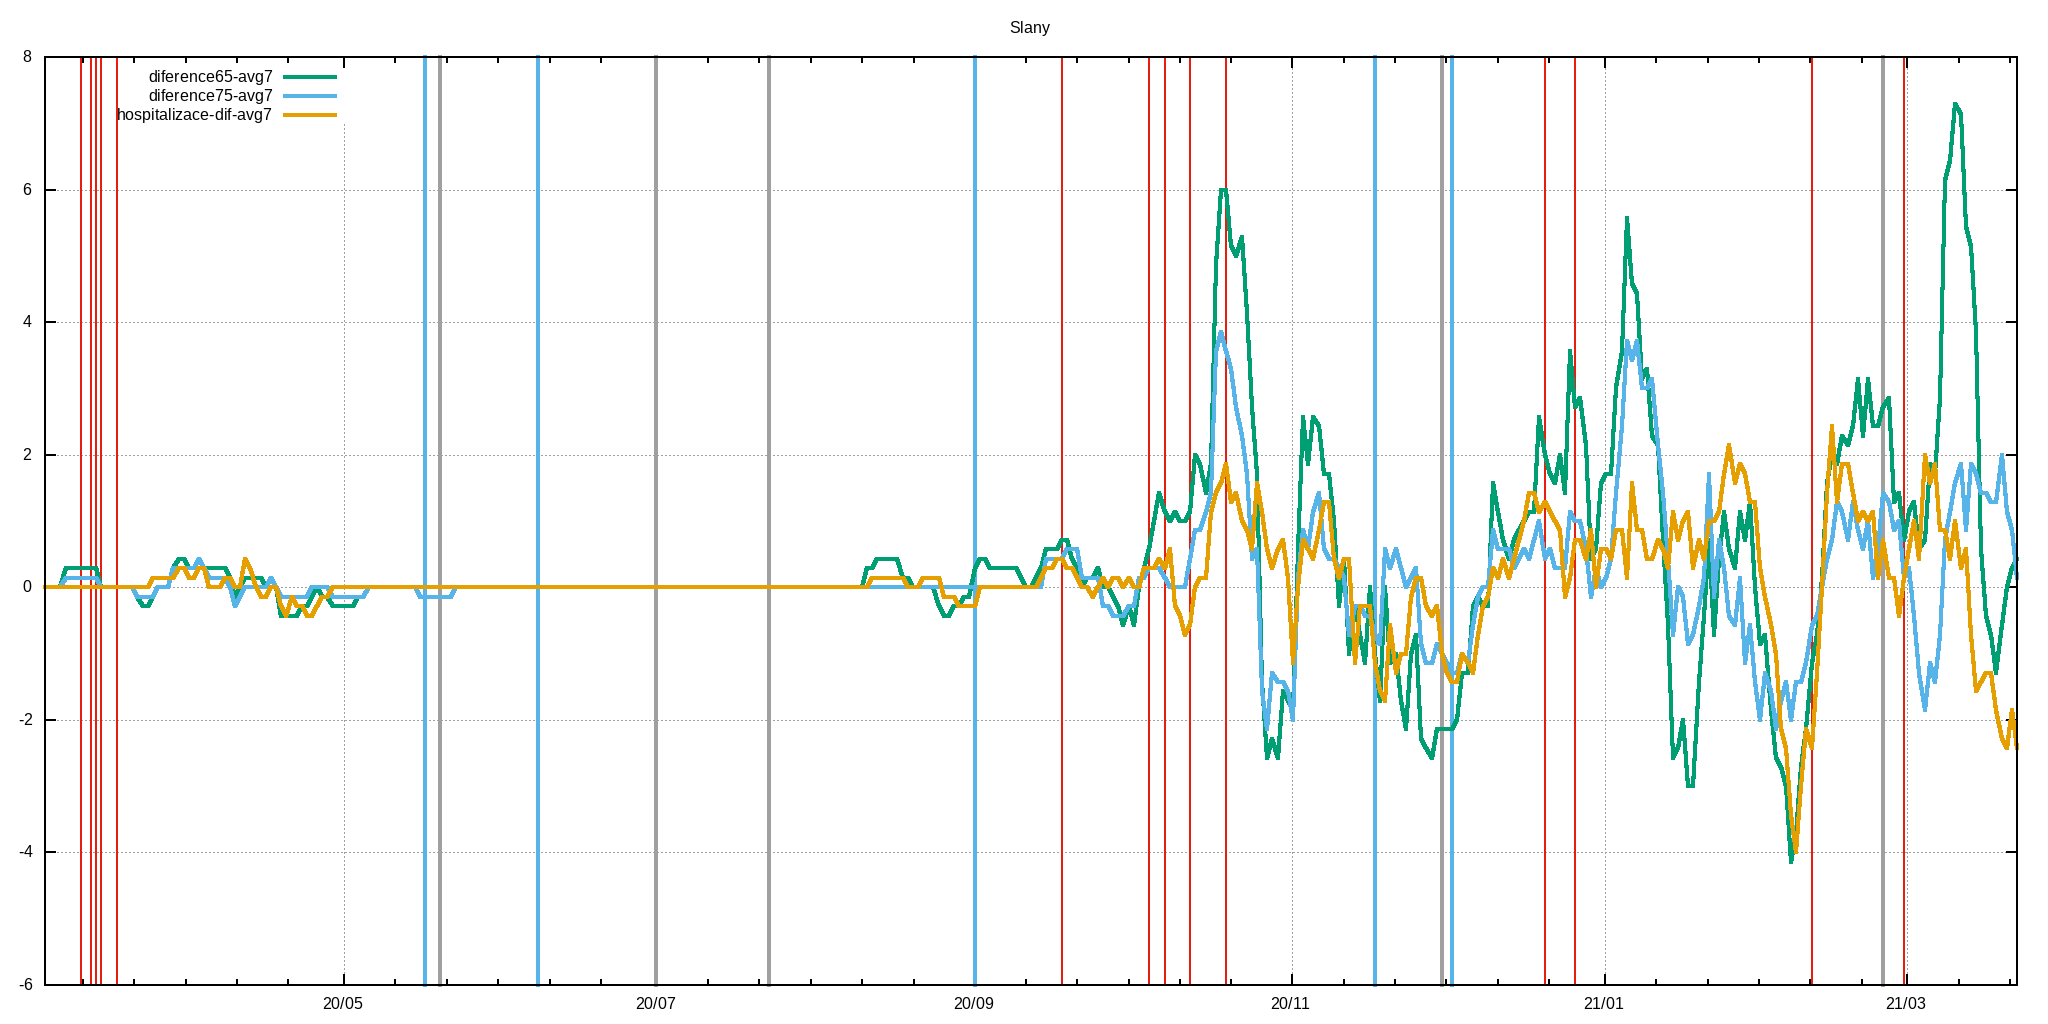 Slany
8
diference65-avg7
diference75-avg7
hospitalizace-dif-avg7
6
4
2
0
-2
-4
-6
20/05 20/07 20/09 20/11 21/01 21/03